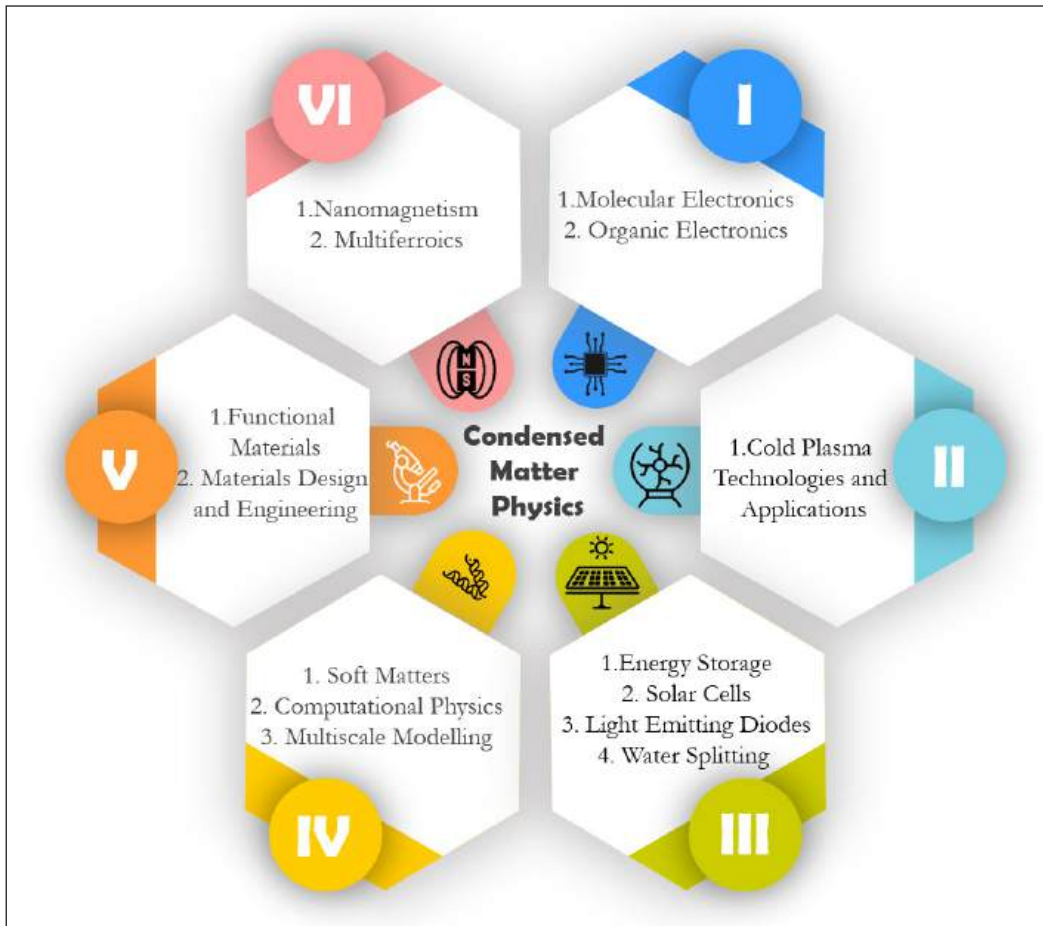 I
1.Molecular Electronics
2. Organic Electronics
II
1.Cold Plasma
Technologies and
Applications
III
1.Energy Storage
2. Solar Cells
3. Light Emitting Diodes
4. Water Splitting
IV
1. Soft Matters
2. Computational Physics
3. Multiscale Modelling
V
1.Functional
Materials
2. Materials Design
and Engineering
VI
1.Nanomagnetism
2. Multiferroics
N
S
Condensed
Matter
Physics